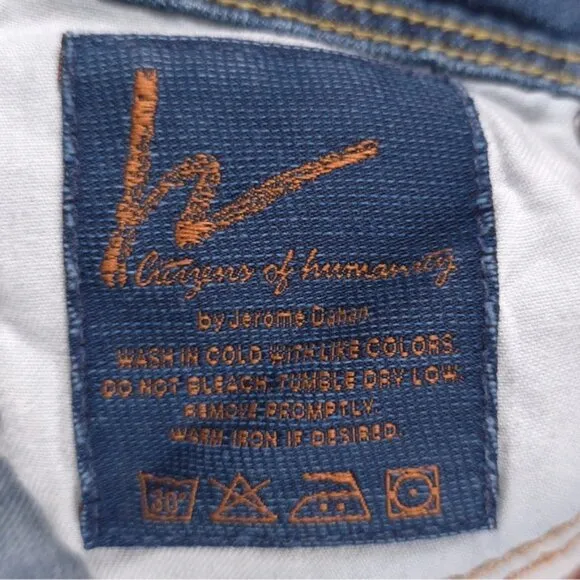 Citizens of humanity
by Jerome Dahan
WASH IN COLD WITH LIKE COLORS.
DO NOT BLEACH. TUMBLE DRY LOW.
REMOVE PROMPTLY.
WARM IRON IF DESIRED.
30°